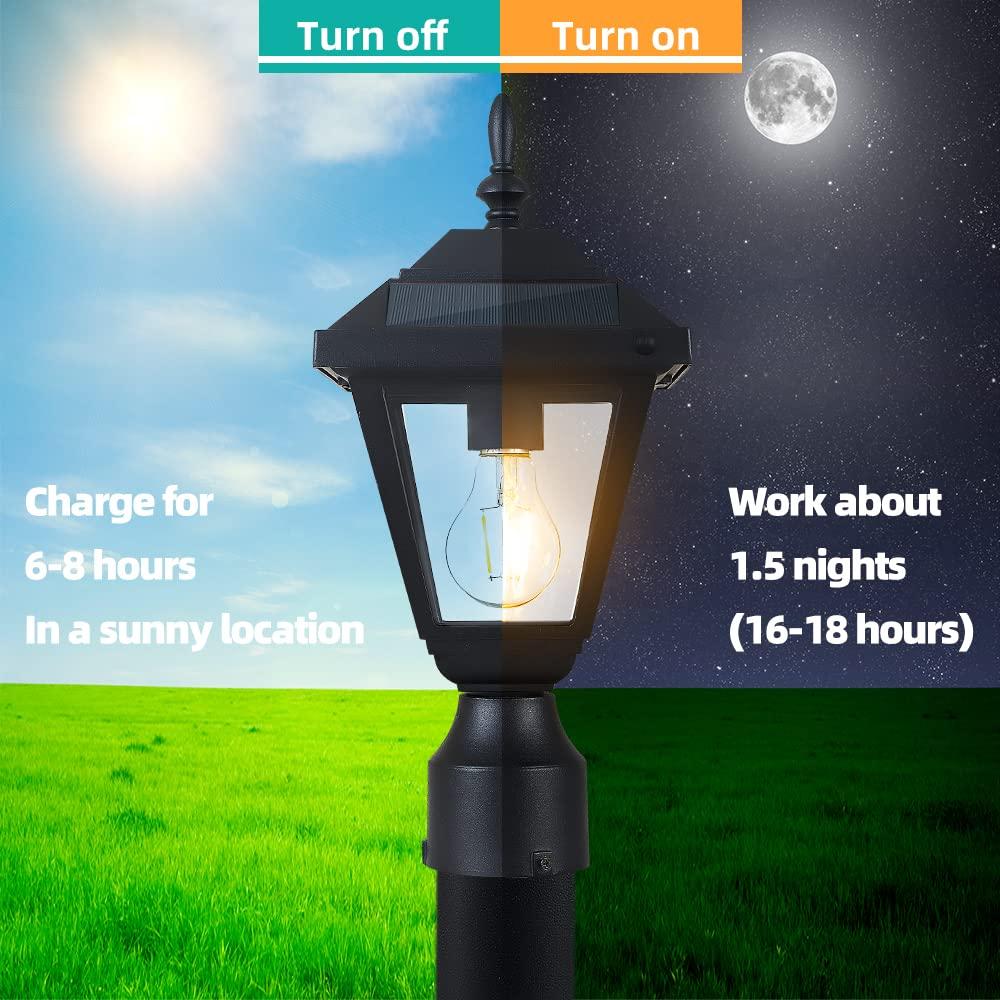 Turn off
Turn on
Charge for
6-8 hours
In a sunny location
Work about
1.5 nights
(16-18 hours)